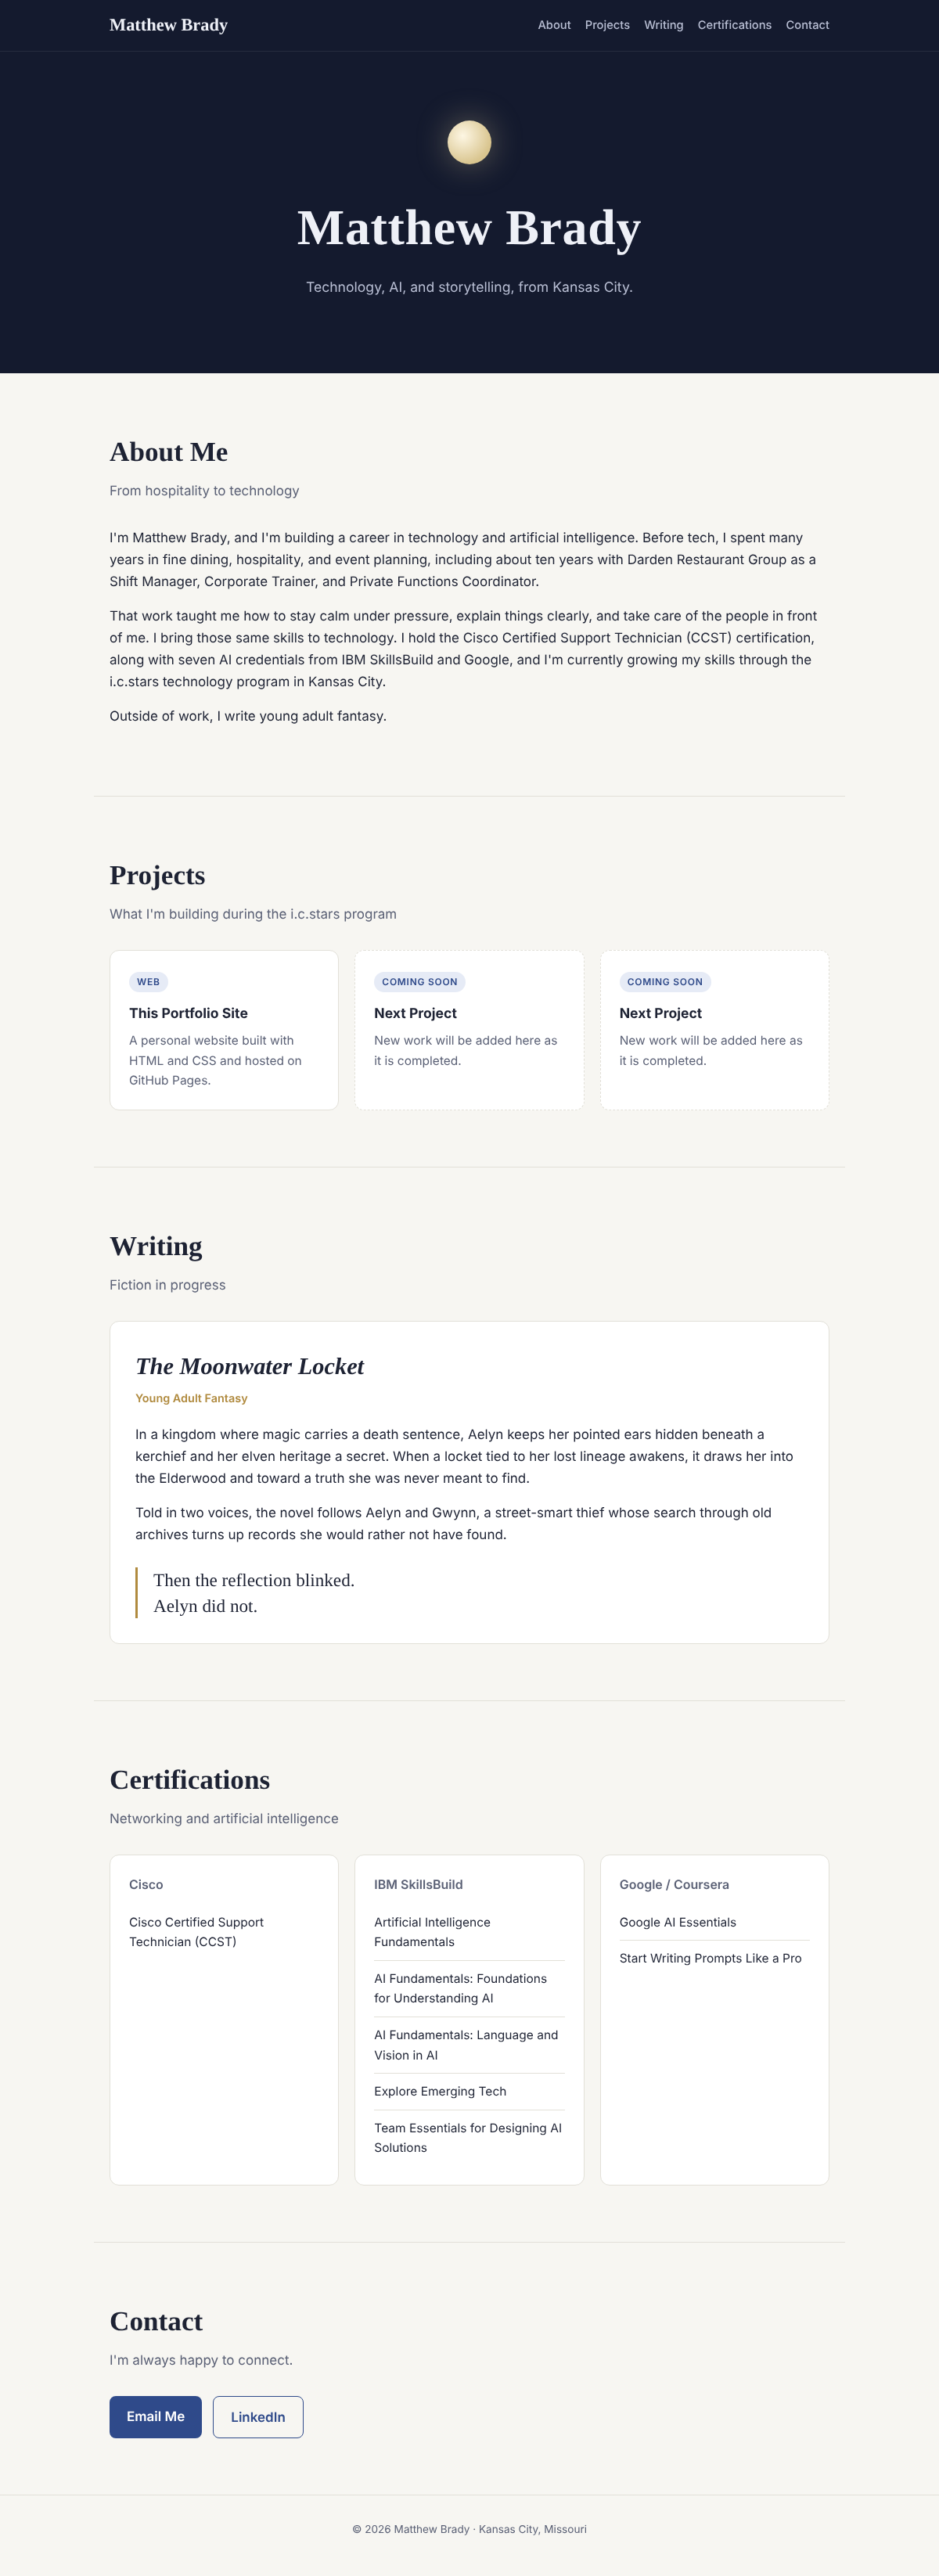 Matthew Brady
About Projects Writing Certifications Contact
Matthew Brady
Technology, AI, and storytelling, from Kansas City.
About Me
From hospitality to technology
I'm Matthew Brady, and I'm building a career in technology and artificial intelligence. Before tech, I spent many
years in fine dining, hospitality, and event planning, including about ten years with Darden Restaurant Group as a
Shift Manager, Corporate Trainer, and Private Functions Coordinator.
That work taught me how to stay calm under pressure, explain things clearly, and take care of the people in front
of me. I bring those same skills to technology. I hold the Cisco Certified Support Technician (CCST) certification,
along with seven AI credentials from IBM SkillsBuild and Google, and I'm currently growing my skills through the
i.c.stars technology program in Kansas City.
Outside of work, I write young adult fantasy.
Projects
What I'm building during the i.c.stars program
WEB
This Portfolio Site
A personal website built with
HTML and CSS and hosted on
GitHub Pages.
COMING SOON
Next Project
New work will be added here as
it is completed.
COMING SOON
Next Project
New work will be added here as
it is completed.
Writing
Fiction in progress
The Moonwater Locket
Young Adult Fantasy
In a kingdom where magic carries a death sentence, Aelyn keeps her pointed ears hidden beneath a
kerchief and her elven heritage a secret. When a locket tied to her lost lineage awakens, it draws her into
the Elderwood and toward a truth she was never meant to find.
Told in two voices, the novel follows Aelyn and Gwynn, a street-smart thief whose search through old
archives turns up records she would rather not have found.
Then the reflection blinked.
Aelyn did not.
Certifications
Networking and artificial intelligence
Cisco
Cisco Certified Support
Technician (CCST)
IBM SkillsBuild
Artificial Intelligence
Fundamentals
AI Fundamentals: Foundations
for Understanding AI
AI Fundamentals: Language and
Vision in AI
Explore Emerging Tech
Team Essentials for Designing AI
Solutions
Google / Coursera
Google AI Essentials
Start Writing Prompts Like a Pro
Contact
I'm always happy to connect.
Email Me
LinkedIn
© 2026 Matthew Brady · Kansas City, Missouri